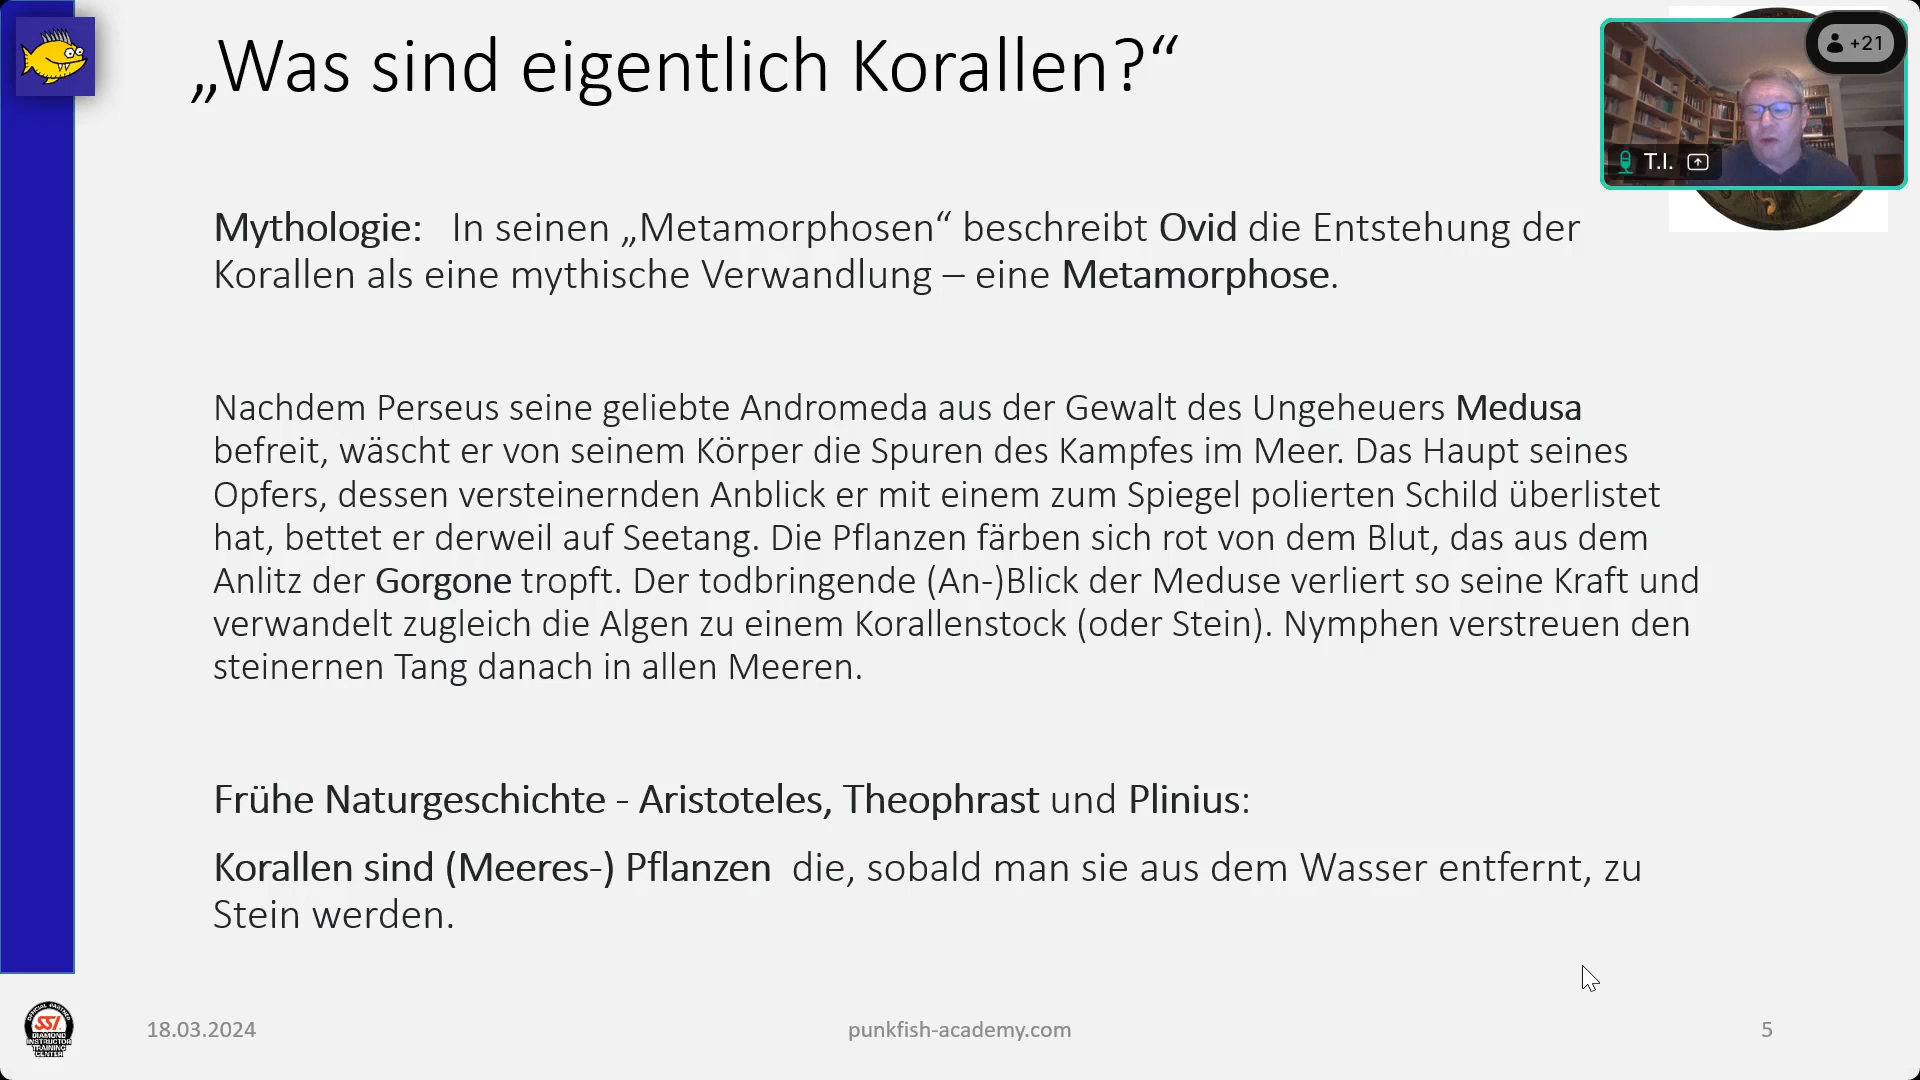 „Was sind eigentlich Korallen?“
+21
T.I.
Mythologie: In seinen „Metamorphosen“ beschreibt Ovid die Entstehung der
Korallen als eine mythische Verwandlung – eine Metamorphose.
Nachdem Perseus seine geliebte Andromeda aus der Gewalt des Ungeheuers Medusa
befreit, wäscht er von seinem Körper die Spuren des Kampfes im Meer. Das Haupt seines
Opfers, dessen versteinernden Anblick er mit einem zum Spiegel polierten Schild überlistet
hat, bettet er derweil auf Seetang. Die Pflanzen färben sich rot von dem Blut, das aus dem
Anlitz der Gorgone tropft. Der todbringende (An-)Blick der Meduse verliert so seine Kraft und
verwandelt zugleich die Algen zu einem Korallenstock (oder Stein). Nymphen verstreuen den
steinernen Tang danach in allen Meeren.
Frühe Naturgeschichte - Aristoteles, Theophrast und Plinius:
Korallen sind (Meeres-) Pflanzen die, sobald man sie aus dem Wasser entfernt, zu
Stein werden.
SSI
DIAMOND
INSTRUCTOR
TRAINING
CENTER
18.03.2024
punkfish-academy.com
5